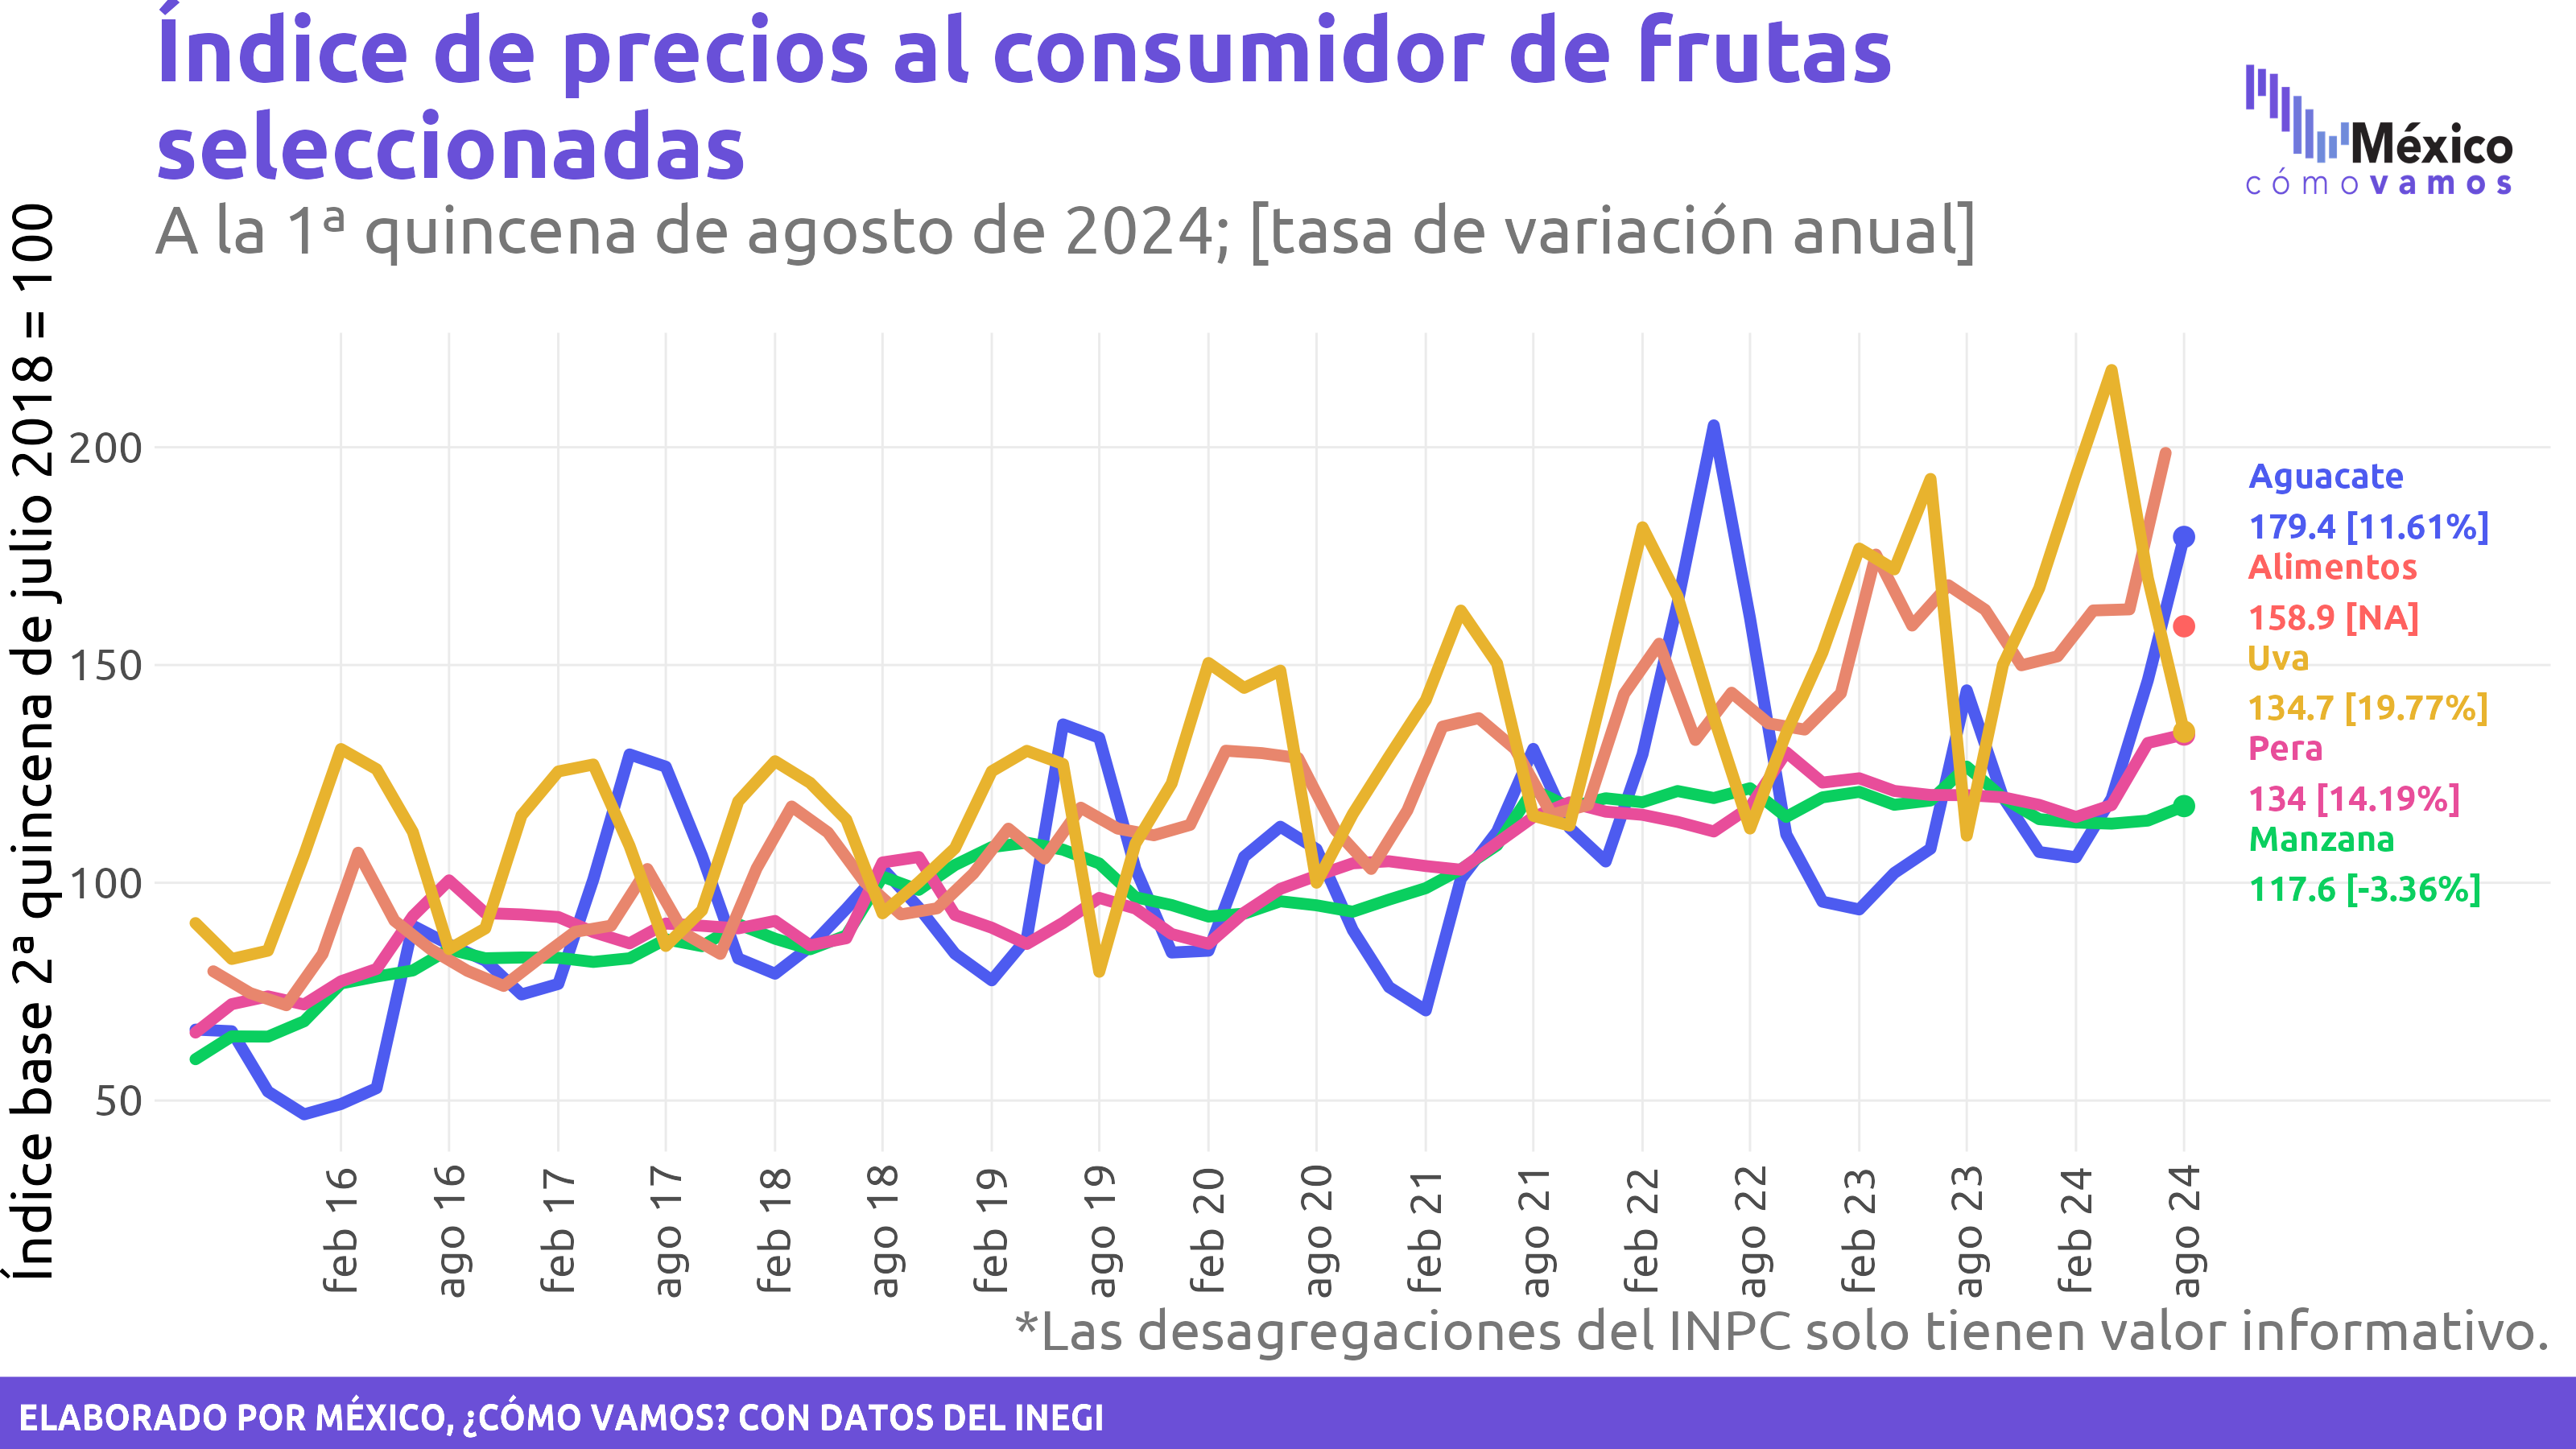 Índice de precios al consumidor de frutas
seleccionadas
A la 1ª quincena de agosto de 2024; [tasa de variación anual]
México
cómo vamos
Índice base 2ª quincena de julio 2018 = 100
200
150
100
50
Aguacate
179.4 [11.61%]
Alimentos
158.9 [NA]
Uva
134.7 [19.77%]
Pera
134 [14.19%]
Manzana
117.6 [-3.36%]
feb 16
ago 16
feb 17
ago 17
feb 18
ago 18
feb 19
ago 19
feb 20
ago 20
feb 21
ago 21
feb 22
ago 22
feb 23
ago 23
feb 24
ago 24
*Las desagregaciones del INPC solo tienen valor informativo.
ELABORADO POR MÉXICO, ¿CÓMO VAMOS? CON DATOS DEL INEGI